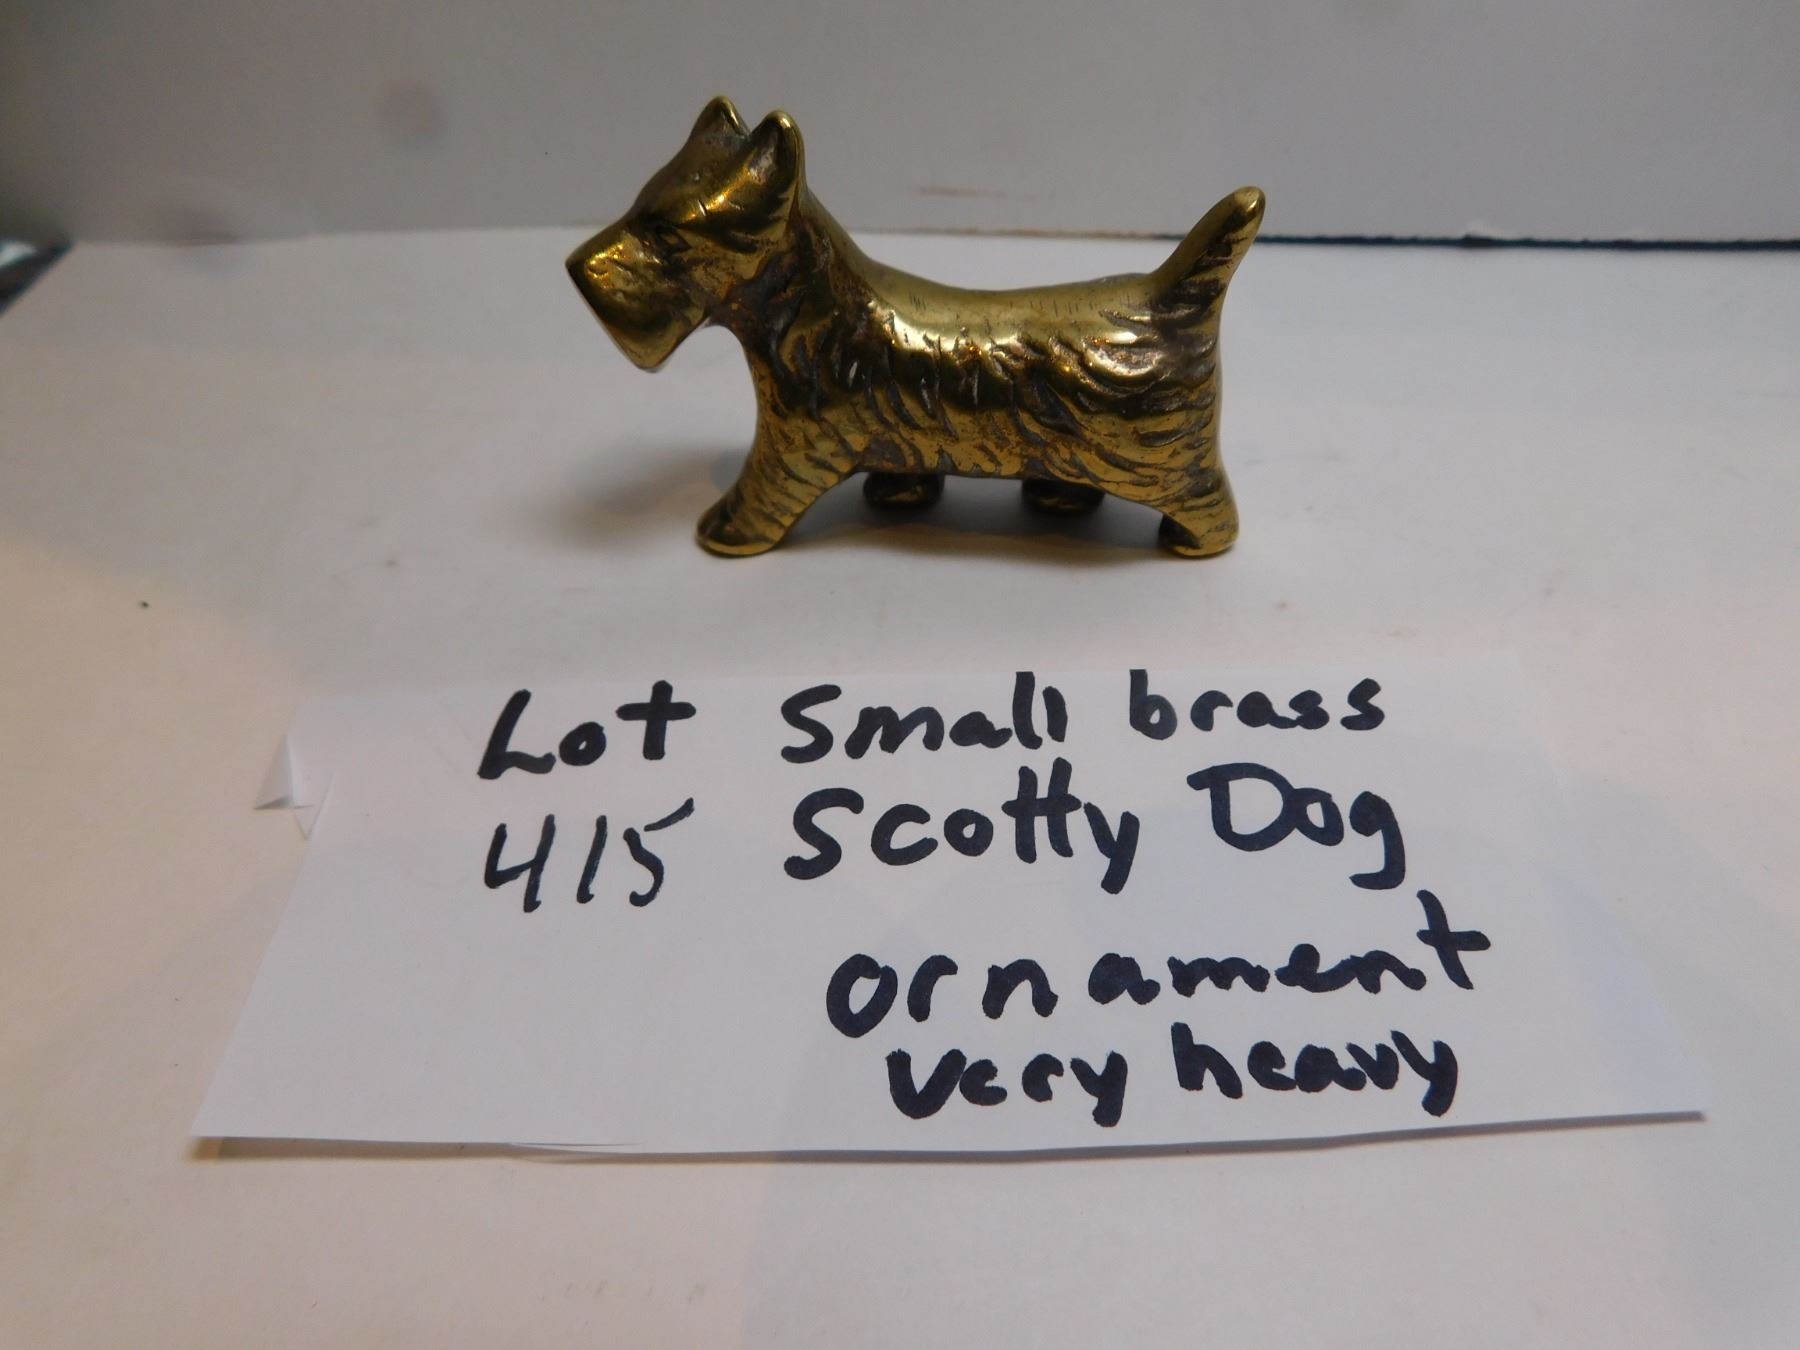 Lot Small brass
415 Scotty Dog
ornament
very heavy